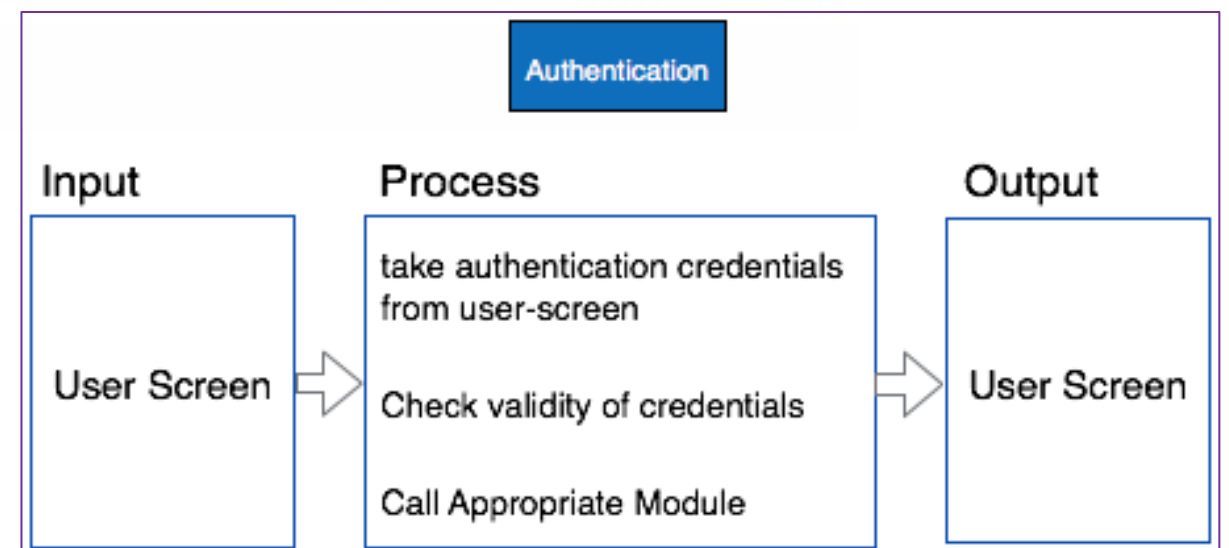 Authentication
Input
Process
Output
User Screen
take authentication credentials
from user-screen
Check validity of credentials
Call Appropriate Module
User Screen